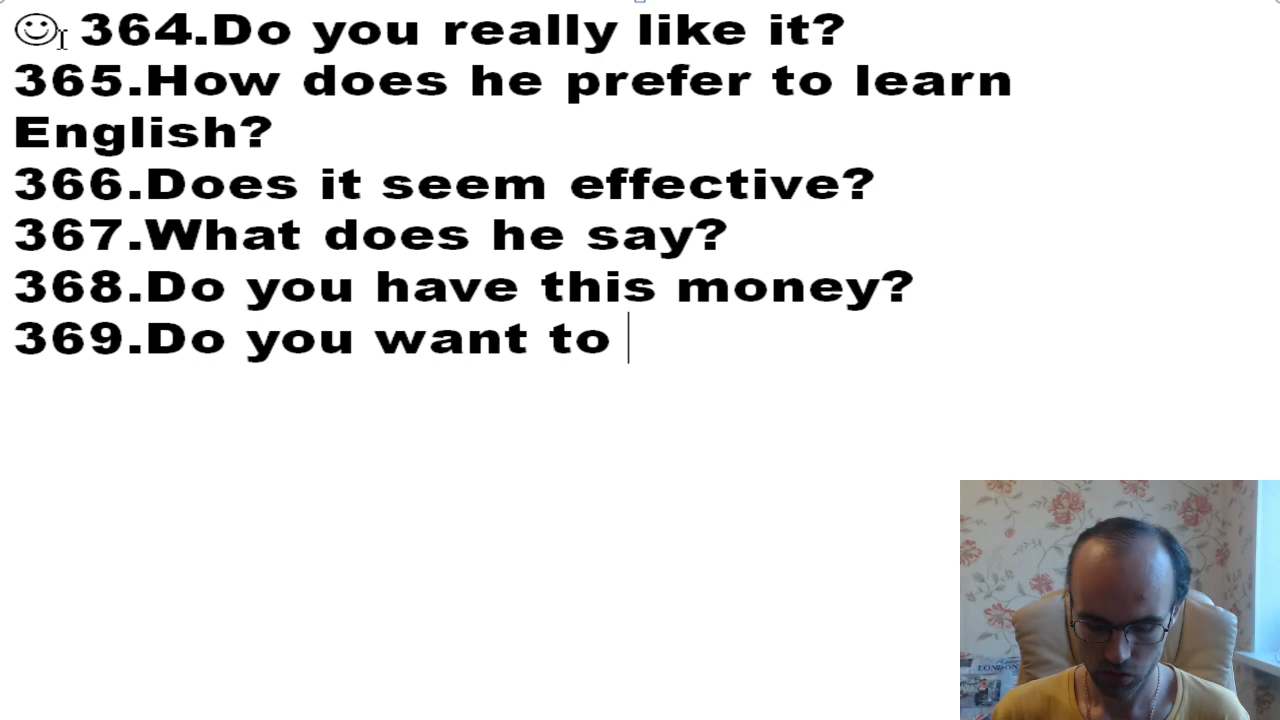 364.Do you really like it?
365.How does he prefer to learn
English?
366.Does it seem effective?
367.What does he say?
368.Do you have this money?
369.Do you want to
LONDON